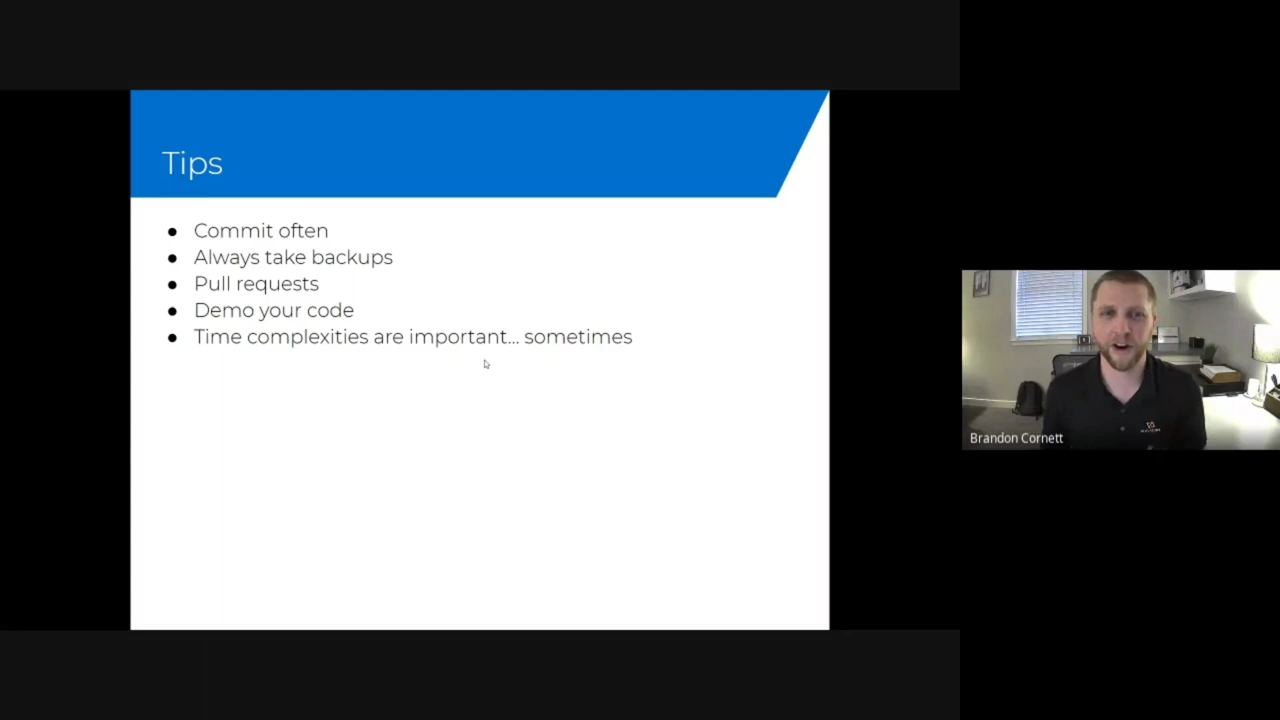 Tips
● Commit often
● Always take backups
● Pull requests
● Demo your code
● Time complexities are important... sometimes
Brandon Cornett